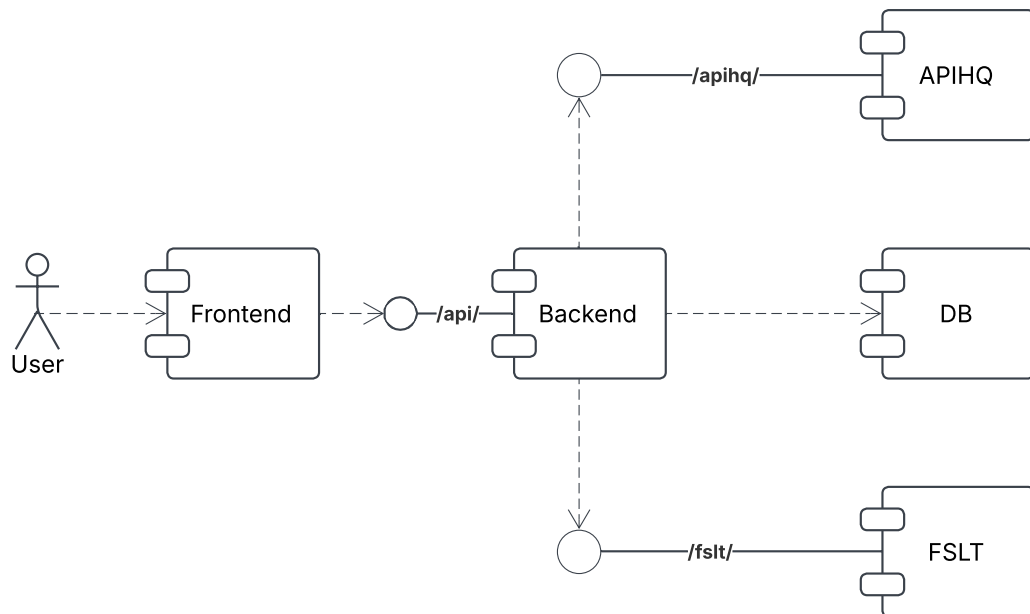 /apihq/
APIHQ
User
Frontend
/api/
Backend
DB
/fslt/
FSLT